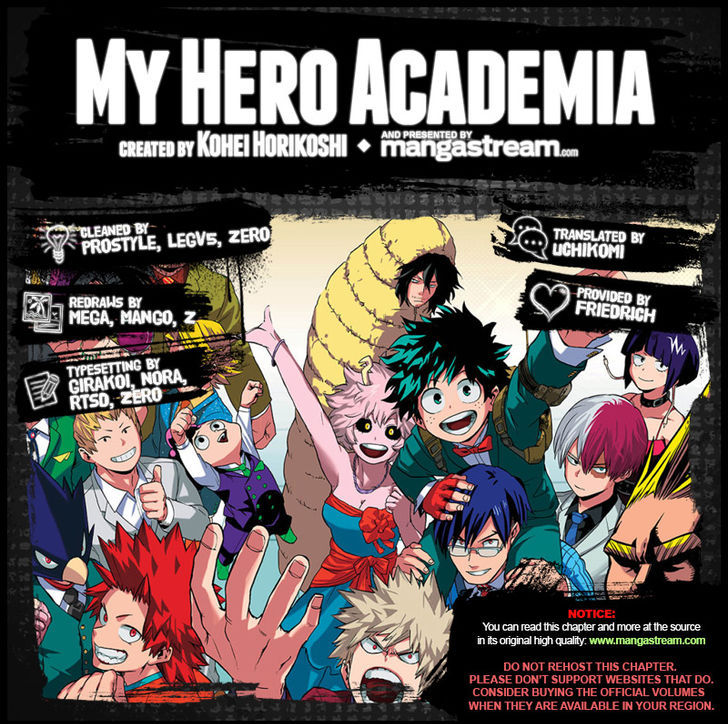 MY HERO ACADEMIA
CREATED BY KOHEI HORIKOSHI ◆ AND PRESENTED BY mangastream.com
CLEANED BY
PROSTYLE, LEGV5, ZERO
REDRAWS BY
MEGA, MANGO, Z
TYPESETTING BY
GIRAKOI, NORA,
RTSD, ZERO
TRANSLATED BY
UCHIKOMI
PROVIDED BY
FRIEDRICH
NOTICE:
You can read this chapter and more at the source
in its original high quality: www.mangastream.com
DO NOT REHOST THIS CHAPTER.
PLEASE DON'T SUPPORT WEBSITES THAT DO.
CONSIDER BUYING THE OFFICIAL VOLUMES
WHEN THEY ARE AVAILABLE IN YOUR REGION.